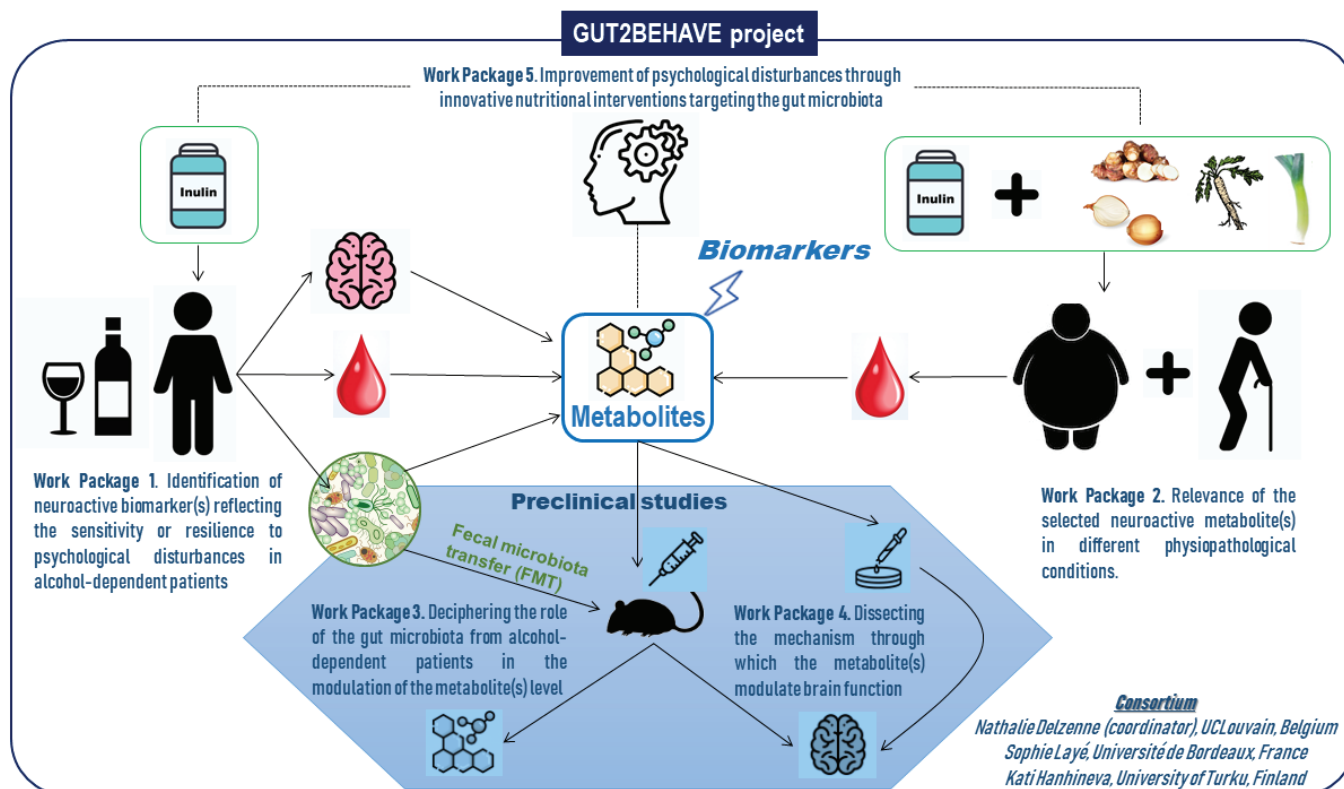 GUT2BEHAVE project
Work Package 5. Improvement of psychological disturbances through
innovative nutritional interventions targeting the gut microbiota
Inulin
Inulin
Biomarkers
Metabolites
Work Package 1. Identification of
neuroactive biomarker(s) reflecting
the sensitivity or resilience to
psychological disturbances in
alcohol-dependent patients
Work Package 2. Relevance of the
selected neuroactive metabolite(s)
in different physiopathological
conditions.
Preclinical studies
Fecal microbiota
transfer (FMT)
Work Package 3. Deciphering the role
of the gut microbiota from alcohol-
dependent patients in the
modulation of the metabolite(s) level
Work Package 4. Dissecting
the mechanism through
which the metabolite(s)
modulate brain function
Consortium
Nathalie Delzenne (coordinator), UCLouvain, Belgium
Sophie Layé, Université de Bordeaux, France
Kati Hanhineva, University of Turku, Finland